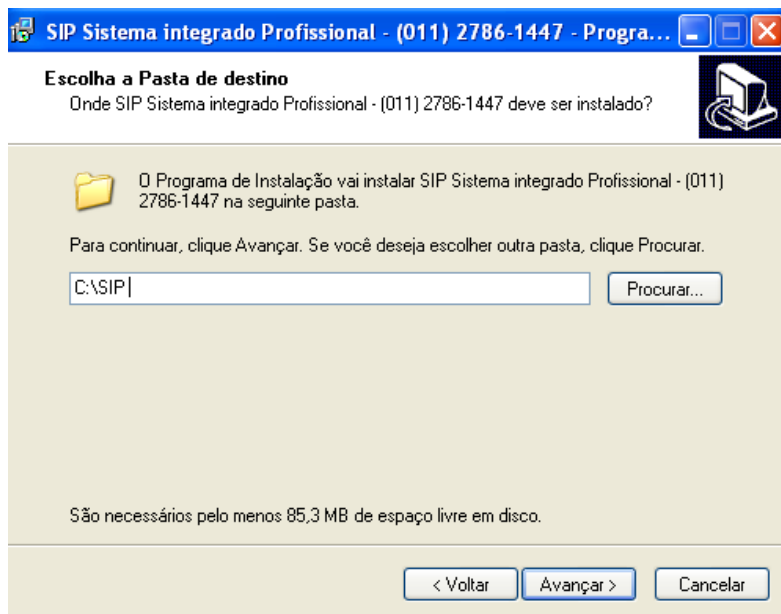 SIP Sistema integrado Profissional - (011) 2786-1447 - Progra...
Escolha a Pasta de destino
Onde SIP Sistema integrado Profissional - (011) 2786-1447 deve ser instalado?
O Programa de Instalação vai instalar SIP Sistema integrado Profissional - (011)
2786-1447 na seguinte pasta.
Para continuar, clique Avançar. Se você deseja escolher outra pasta, clique Procurar.
C:\SIP
Procurar...
São necessários pelo menos 85,3 MB de espaço livre em disco.
< Voltar
Avançar >
Cancelar